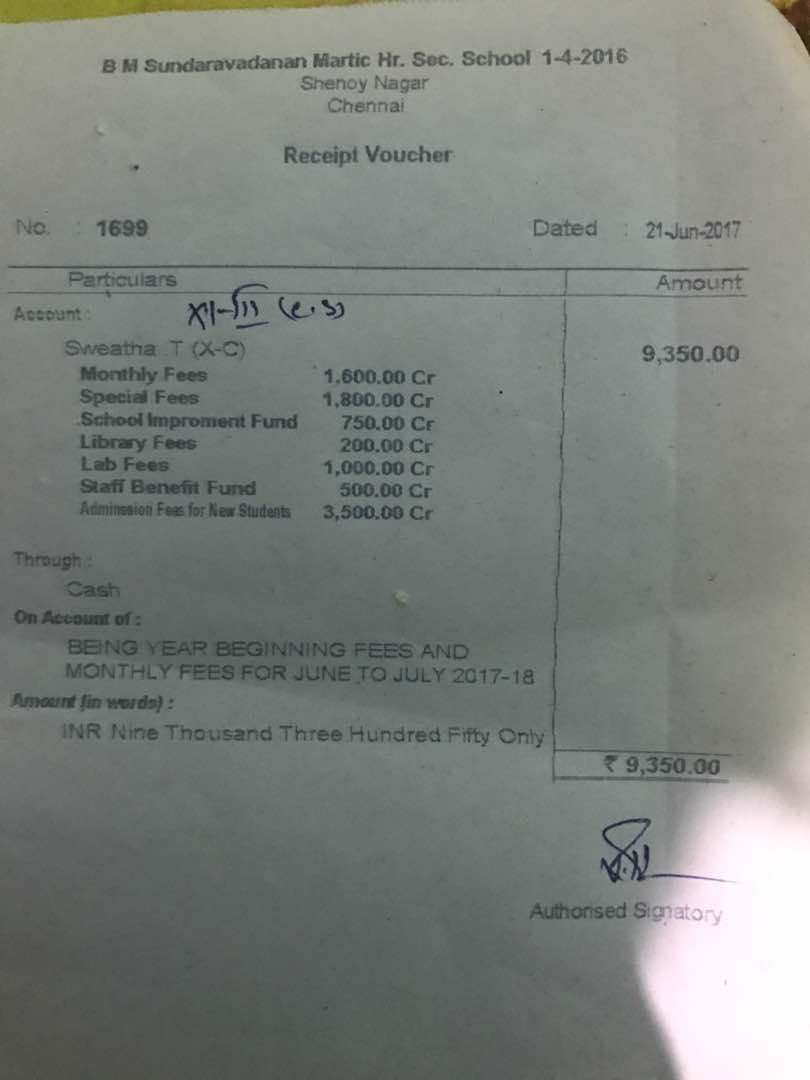 B M Sundaravadanan Martic Hr. Sec. School 1-4-2016
Shenoy Nagar
Chennai
Receipt Voucher
No. : 1699 Dated : 21-Jun-2017
Particulars Amount
Account :
Sweatha T (X-C) 9,350.00
Monthly Fees 1,600.00 Cr
Special Fees 1,800.00 Cr
School Improment Fund 750.00 Cr
Library Fees 200.00 Cr
Lab Fees 1,000.00 Cr
Staff Benefit Fund 500.00 Cr
Adminession Fees for New Students 3,500.00 Cr
Through :
Cash
On Account of :
BEING YEAR BEGINNING FEES AND
MONTHLY FEES FOR JUNE TO JULY 2017-18
Amount (in words) :
INR Nine Thousand Three Hundred Fifty Only
₹ 9,350.00
Authorised Signatory